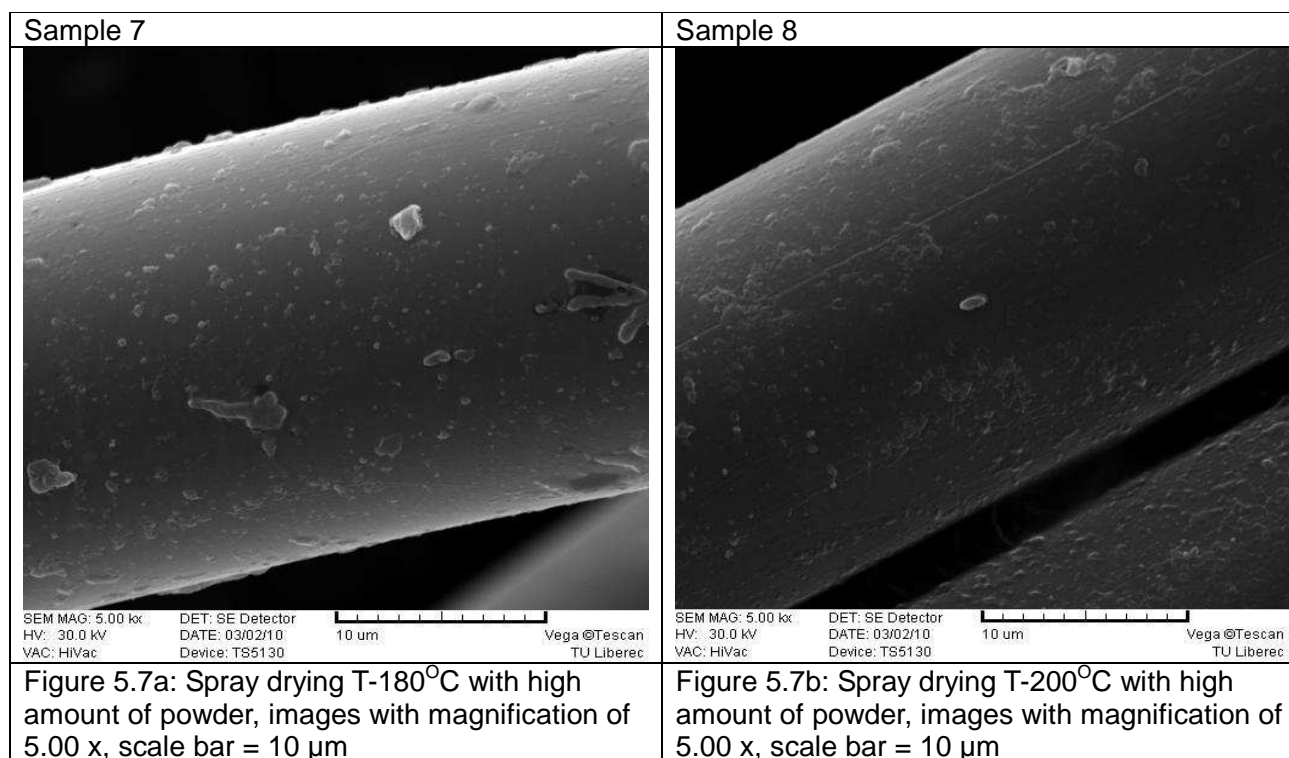 Sample 7
Sample 8
SEM MAG: 5.00 kx DET: SE Detector
HV: 30.0 kV DATE: 03/02/10 10 um Vega ©Tescan
VAC: HiVac Device: TS5130 TU Liberec
SEM MAG: 5.00 kx DET: SE Detector
HV: 30.0 kV DATE: 03/02/10 10 um Vega ©Tescan
VAC: HiVac Device: TS5130 TU Liberec
Figure 5.7a: Spray drying T-180ᴼC with high
amount of powder, images with magnification of
5.00 x, scale bar = 10 µm
Figure 5.7b: Spray drying T-200ᴼC with high
amount of powder, images with magnification of
5.00 x, scale bar = 10 µm